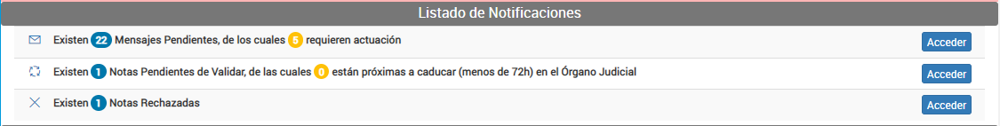 Listado de Notificaciones
Existen 22 Mensajes Pendientes, de los cuales 5 requieren actuación Acceder
Existen 1 Notas Pendientes de Validar, de las cuales 0 están próximas a caducar (menos de 72h) en el Órgano Judicial Acceder
Existen 1 Notas Rechazadas Acceder